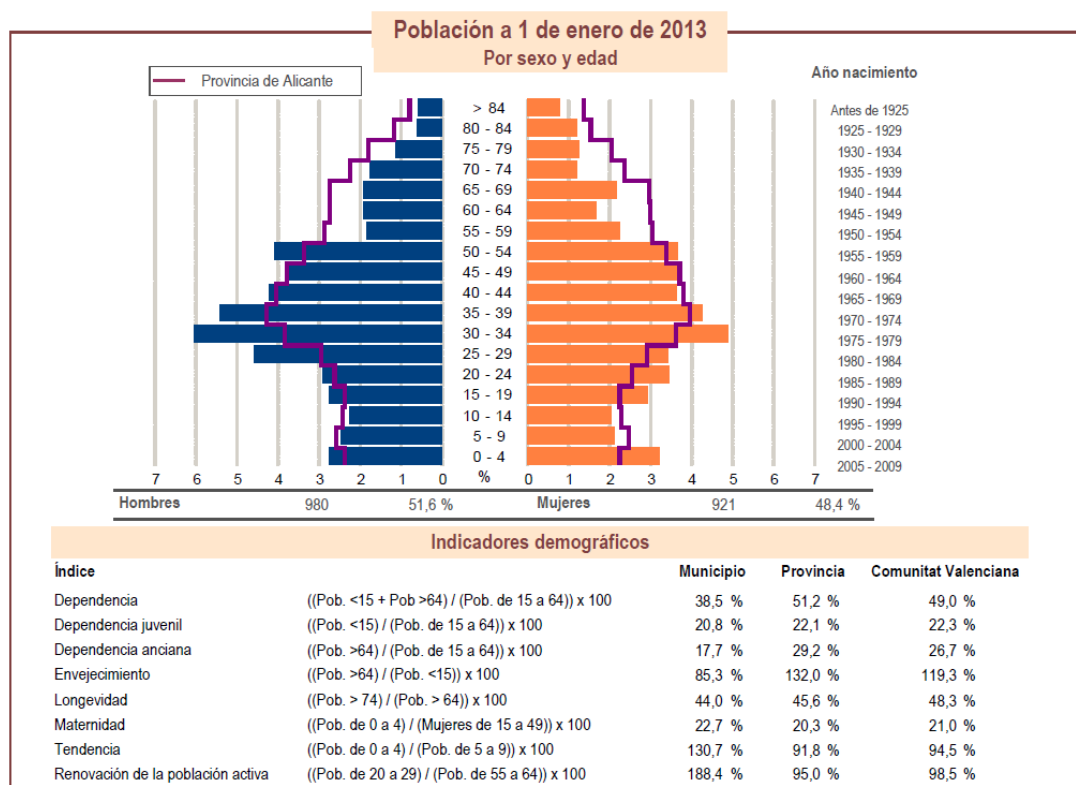 Población a 1 de enero de 2013
Por sexo y edad
Provincia de Alicante
Año nacimiento
> 84 Antes de 1925
80 - 84 1925 - 1929
75 - 79 1930 - 1934
70 - 74 1935 - 1939
65 - 69 1940 - 1944
60 - 64 1945 - 1949
55 - 59 1950 - 1954
50 - 54 1955 - 1959
45 - 49 1960 - 1964
40 - 44 1965 - 1969
35 - 39 1970 - 1974
30 - 34 1975 - 1979
25 - 29 1980 - 1984
20 - 24 1985 - 1989
15 - 19 1990 - 1994
10 - 14 1995 - 1999
5 - 9 2000 - 2004
0 - 4 2005 - 2009
7 6 5 4 3 2 1 0 % 0 1 2 3 4 5 6 7
Hombres 980 51,6 % Mujeres 921 48,4 %
Indicadores demográficos
Índice Municipio Provincia Comunitat Valenciana
Dependencia ((Pob. <15 + Pob >64) / (Pob. de 15 a 64)) x 100 38,5 % 51,2 % 49,0 %
Dependencia juvenil ((Pob. <15) / (Pob. de 15 a 64)) x 100 20,8 % 22,1 % 22,3 %
Dependencia anciana ((Pob. >64) / (Pob. de 15 a 64)) x 100 17,7 % 29,2 % 26,7 %
Envejecimiento ((Pob. >64) / (Pob. <15)) x 100 85,3 % 132,0 % 119,3 %
Longevidad ((Pob. > 74) / (Pob. > 64)) x 100 44,0 % 45,6 % 48,3 %
Maternidad ((Pob. de 0 a 4) / (Mujeres de 15 a 49)) x 100 22,7 % 20,3 % 21,0 %
Tendencia ((Pob. de 0 a 4) / (Pob. de 5 a 9)) x 100 130,7 % 91,8 % 94,5 %
Renovación de la población activa ((Pob. de 20 a 29) / (Pob. de 55 a 64)) x 100 188,4 % 95,0 % 98,5 %